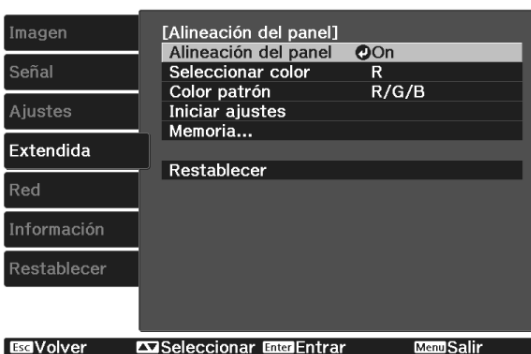 Imagen
Señal
Ajustes
Extendida
Red
Información
Restablecer
[Alineación del panel]
Alineación del panel On
Seleccionar color R
Color patrón R/G/B
Iniciar ajustes
Memoria...
Restablecer
Esc Volver Seleccionar Enter Entrar Menu Salir